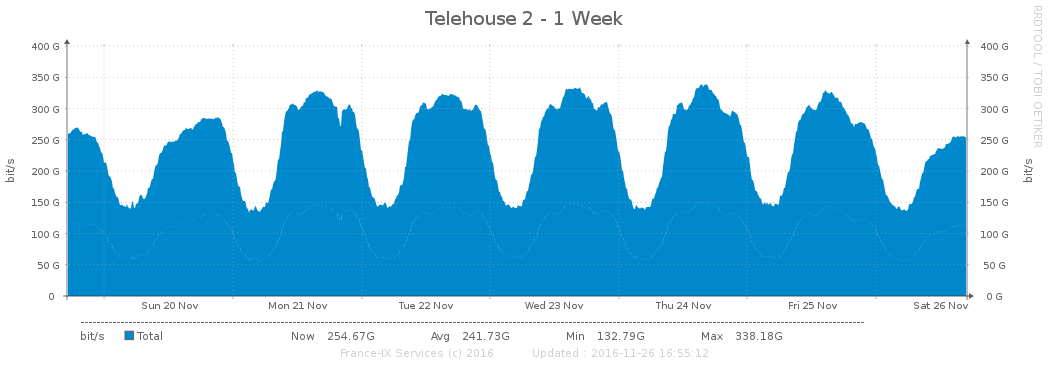 Telehouse 2 - 1 Week
RRDTOOL / TOBI OETIKER
400 G 400 G
350 G 350 G
300 G 300 G
250 G 250 G
200 G 200 G
150 G 150 G
100 G 100 G
50 G 50 G
0 0 G
bit/s bit/s
Sun 20 Nov Mon 21 Nov Tue 22 Nov Wed 23 Nov Thu 24 Nov Fri 25 Nov Sat 26 Nov
bit/s Total Now 254.67G Avg 241.73G Min 132.79G Max 338.18G
France-IX Services (c) 2016 Updated : 2016-11-26 16:55:12